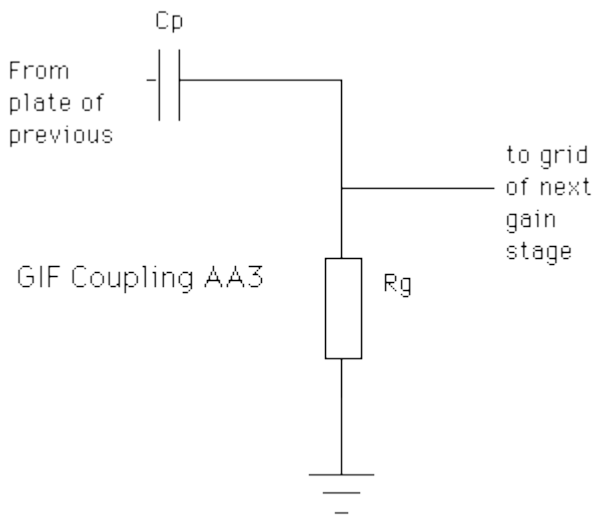 Cp
From
plate of
previous
to grid
of next
gain
stage
GIF Coupling AA3
Rg